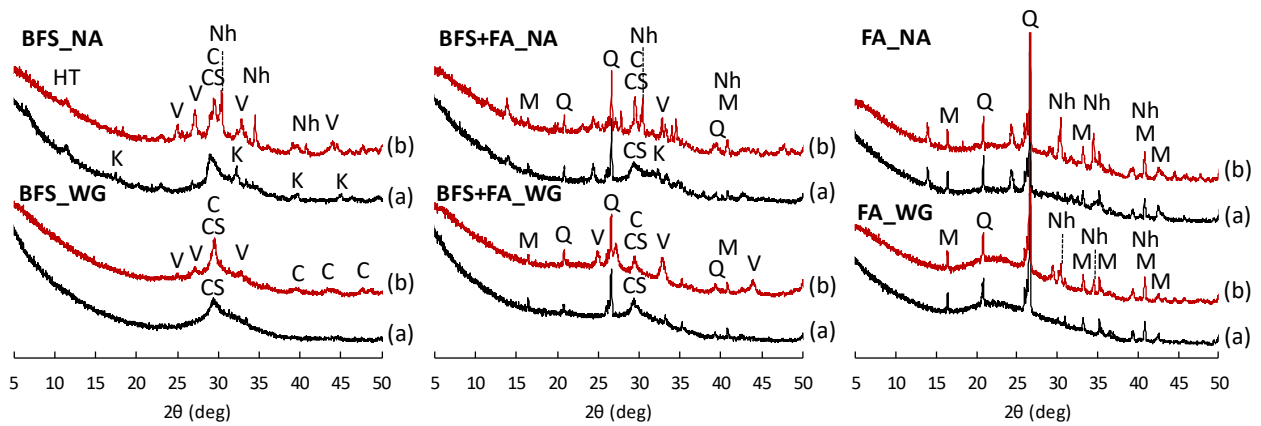 BFS_NA
HT
V
V
C
CS
Nh
Nh
V
Nh
V
(b)
K
K
K
K
(a)
BFS_WG
V
V
C
CS
V
C
C
C
(b)
CS
(a)
5 10 15 20 25 30 35 40 45 50
2θ (deg)
BFS+FA_NA
M
Q
Q
C
CS
Nh
V
Nh
M
Q
(b)
CS
K
(a)
BFS+FA_WG
M
Q
V
Q
C
CS
V
M
Q
V
(b)
CS
(a)
5 10 15 20 25 30 35 40 45 50
2θ (deg)
FA_NA
M
Q
Q
Nh
M
Nh
Nh
M
M
(b)
(a)
FA_WG
M
Q
Nh
M
Nh
M
Nh
M
M
(b)
(a)
5 10 15 20 25 30 35 40 45 50
2θ (deg)